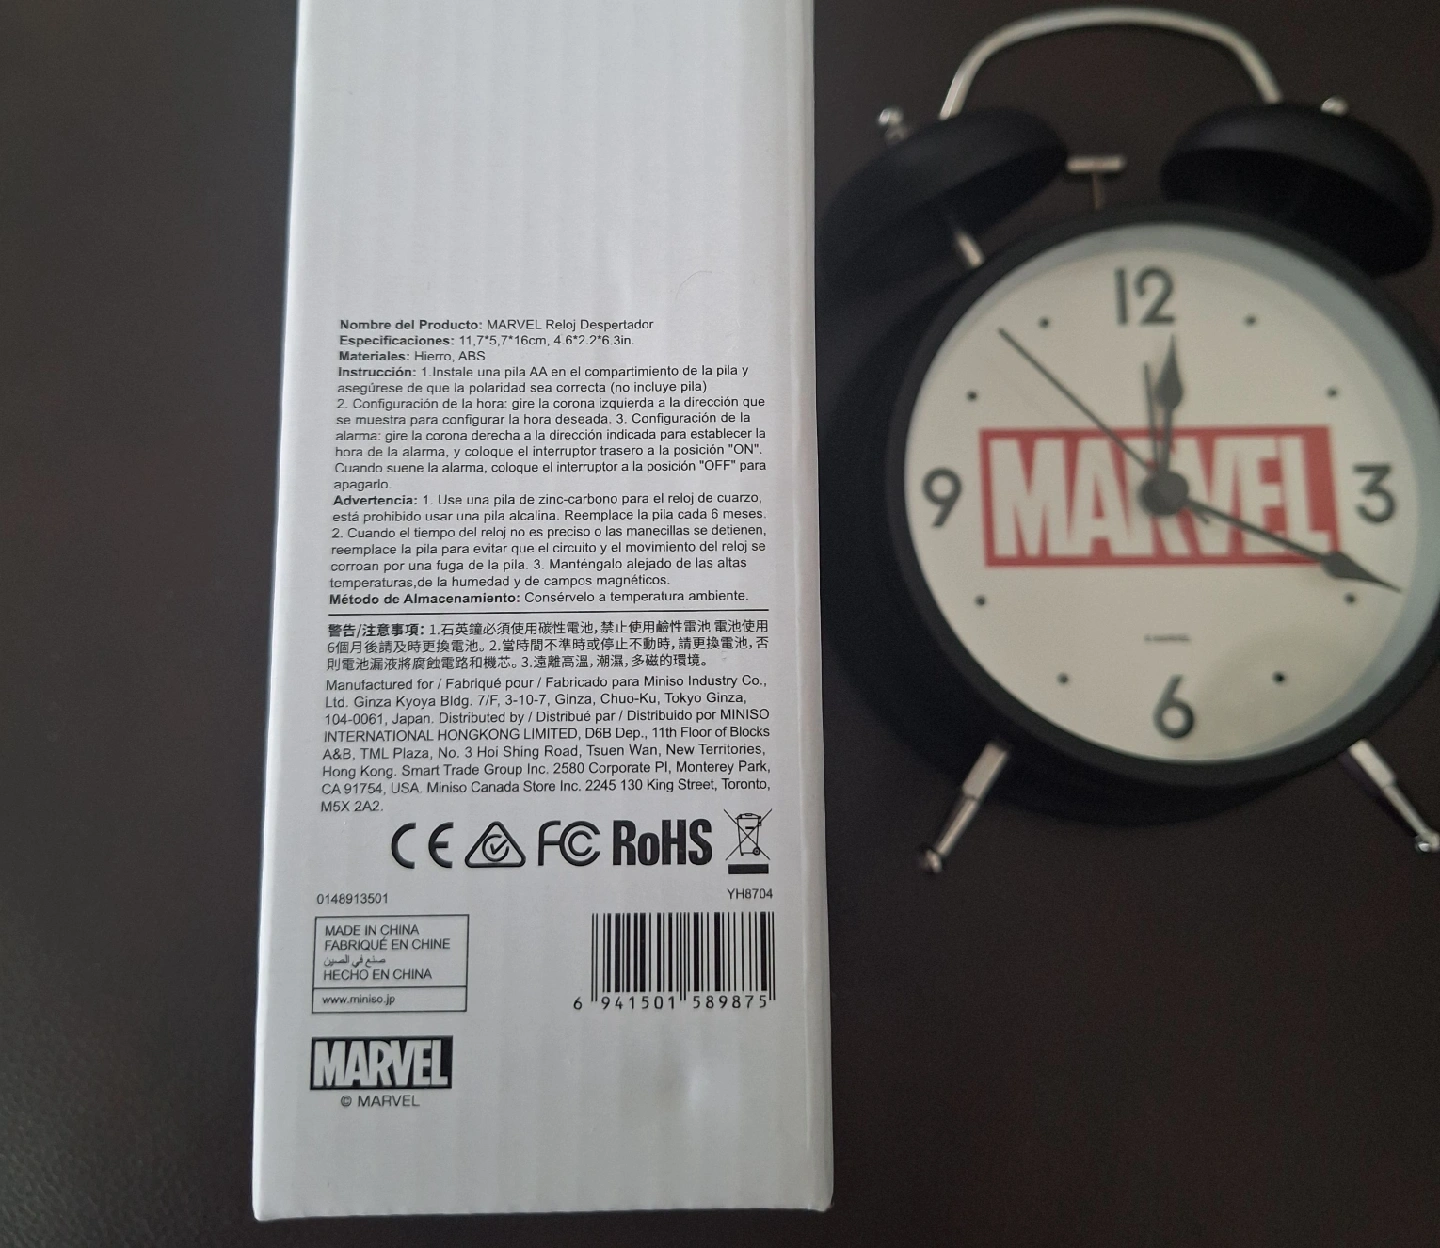 Nombre del Producto: MARVEL Reloj Despertador
Especificaciones: 11,7*5,7*16cm, 4.6*2.2*6.3in.
Materiales: Hierro, ABS
Instrucción: 1.Instale una pila AA en el compartimiento de la pila y
asegúrese de que la polaridad sea correcta (no incluye pila)
2. Configuración de la hora: gire la corona izquierda a la dirección que
se muestra para configurar la hora deseada. 3. Configuración de la
alarma: gire la corona derecha a la dirección indicada para establecer la
hora de la alarma, y coloque el interruptor trasero a la posición "ON".
Cuando suene la alarma, coloque el interruptor a la posición "OFF" para
apagarlo.
Advertencia: 1. Use una pila de zinc-carbono para el reloj de cuarzo,
está prohibido usar una pila alcalina. Reemplace la pila cada 6 meses.
2. Cuando el tiempo del reloj no es preciso o las manecillas se detienen,
reemplace la pila para evitar que el circuito y el movimiento del reloj se
corroan por una fuga de la pila. 3. Manténgalo alejado de las altas
temperaturas,de la humedad y de campos magnéticos.
Método de Almacenamiento: Consérvelo a temperatura ambiente.
警告/注意事項: 1.石英鐘必須使用碳性電池,禁止使用鹼性電池 電池使用
6個月後請及時更換電池。2.當時間不準時或停止不動時,請更換電池,否
則電池漏液將腐蝕電路和機芯。3.遠離高溫,潮濕,多磁的環境。
Manufactured for / Fabriqué pour / Fabricado para Miniso Industry Co.,
Ltd. Ginza Kyoya Bldg. 7/F, 3-10-7, Ginza, Chuo-Ku, Tokyo Ginza,
104-0061, Japan. Distributed by / Distribué par / Distribuido por MINISO
INTERNATIONAL HONGKONG LIMITED, D6B Dep., 11th Floor of Blocks
A&B, TML Plaza, No. 3 Hoi Shing Road, Tsuen Wan, New Territories,
Hong Kong. Smart Trade Group Inc. 2580 Corporate Pl, Monterey Park,
CA 91754, USA. Miniso Canada Store Inc. 2245 130 King Street, Toronto,
M5X 2A2.
CE FC RoHS
0148913501
YH8704
MADE IN CHINA
FABRIQUÉ EN CHINE
صنع في الصين
HECHO EN CHINA
www.miniso.jp
6 941501 589875
MARVEL
© MARVEL
12
9
MARVEL
3
6